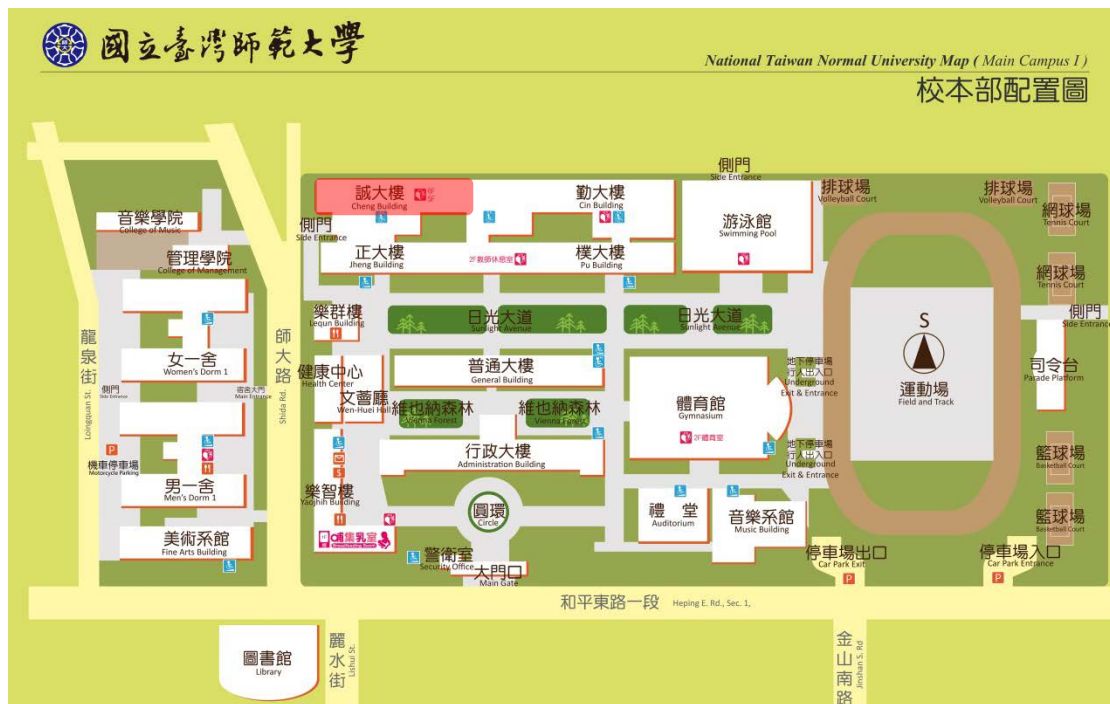 國立臺灣師範大學
National Taiwan Normal University Map ( Main Campus I )
校本部配置圖
側門
Side Entrance
誠大樓
Cheng Building
勤大樓
Cin Building
游泳館
Swimming Pool
排球場
Volleyball Court
排球場
Volleyball Court
網球場
Tennis Court
音樂學院
College of Music
側門
Side Entrance
正大樓
Jheng Building
2F教師休息室
樸大樓
Pu Building
管理學院
College of Management
網球場
Tennis Court
樂群樓
Lequn Building
日光大道
Sunlight Avenue
日光大道
Sunlight Avenue
側門
Side Entrance
S
龍泉街
Loingquan St.
師大路
Shida Rd.
女一舍
Women's Dorm 1
健康中心
Health Center
普通大樓
General Building
地下停車場
行人出入口
Underground
Exit & Entrance
司令台
Parade Platform
側門
Side Entrance
宿舍大門
Main Entrance
文薈廳
Wen-Huei Hall
維也納森林
Vienna Forest
維也納森林
Vienna Forest
體育館
Gymnasium
2F體育室
運動場
Field and Track
行政大樓
Administration Building
地下停車場
行人出入口
Underground
Exit & Entrance
籃球場
Basketball Court
P
機車停車場
Motorcycle Parking
男一舍
Men's Dorm 1
樂智樓
Yaojhih Building
圓環
Circle
禮 堂
Auditorium
音樂系館
Music Building
籃球場
Basketball Court
美術系館
Fine Arts Building
哺集乳室
Breastfeeding Room
警衛室
Security Office
大門口
Main Gate
停車場出口
Car Park Exit
P
停車場入口
Car Park Entrance
P
和平東路一段 Heping E. Rd., Sec. 1,
圖書館
Library
麗水街
Lishui St.
金山南路
Jinshan S. Rd